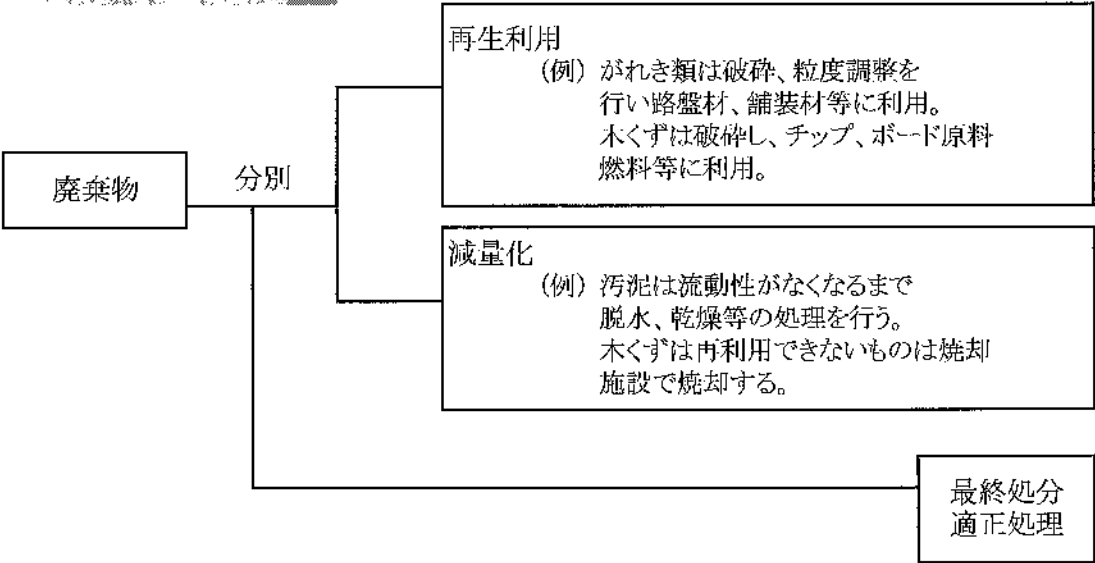 廃棄物
分別
再生利用
(例) がれき類は破砕、粒度調整を
行い路盤材、舗装材等に利用。
木くずは破砕し、チップ、ボード原料
燃料等に利用。
減量化
(例) 汚泥は流動性がなくなるまで
脱水、乾燥等の処理を行う。
木くずは再利用できないものは焼却
施設で焼却する。
最終処分
適正処理